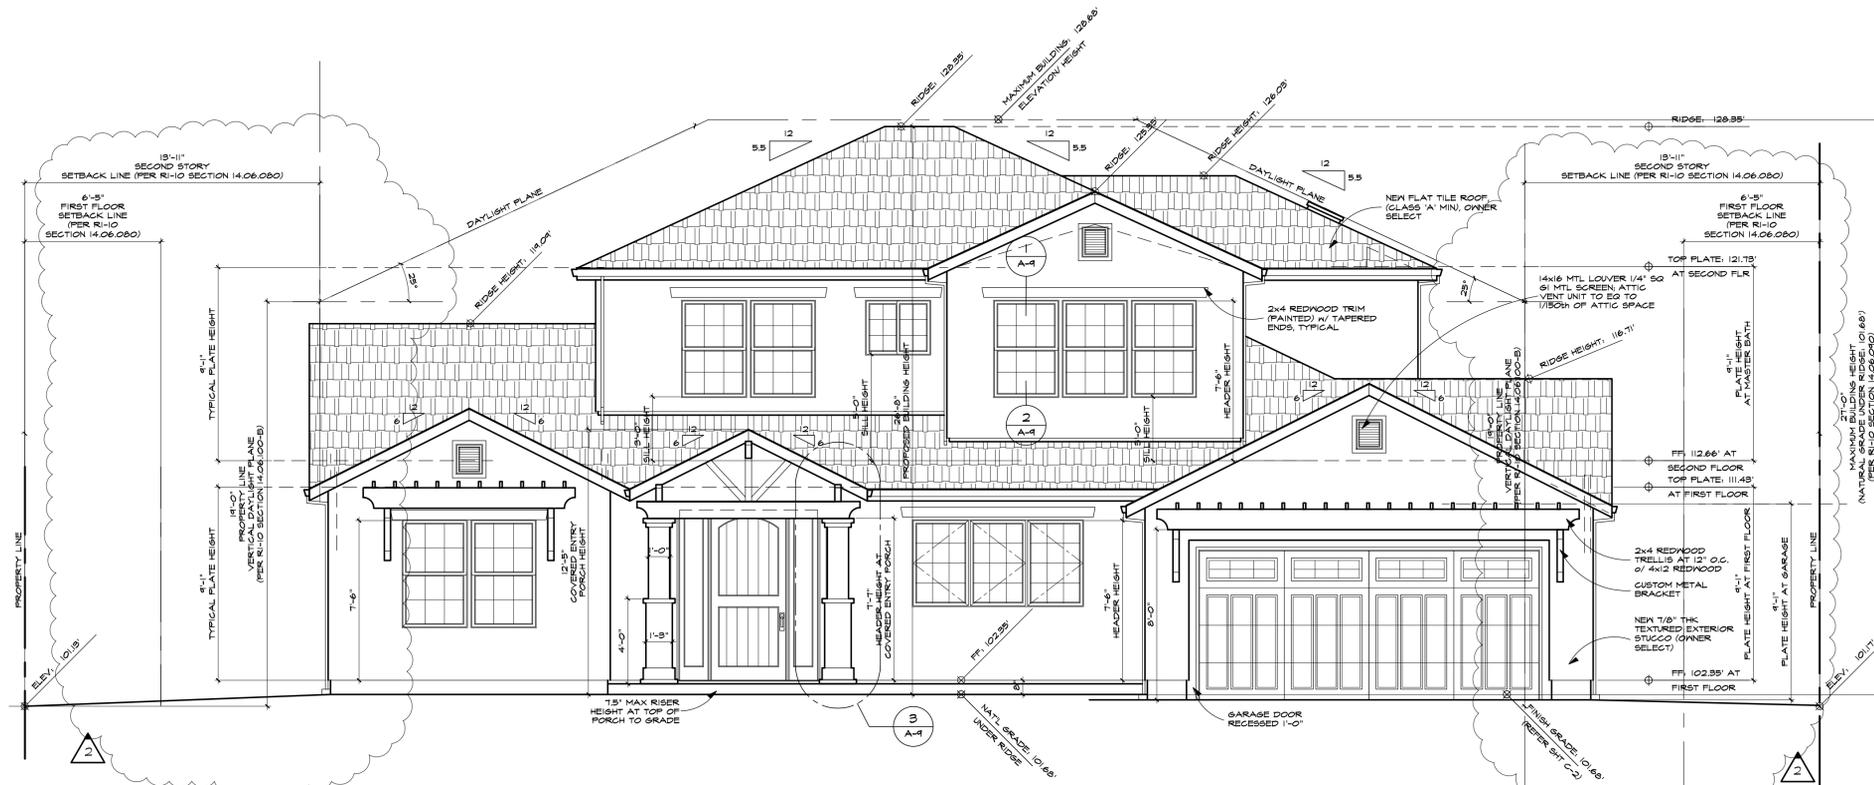 MAXIMUM BUILDING: 128.68'
ELEVATION/ HEIGHT
RIDGE: 128.35'
RIDGE: 125.35'
RIDGE HEIGHT: 126.03'
RIDGE: 128.35'
13'-11"
SECOND STORY
SETBACK LINE (PER R1-10 SECTION 14.06.080)
6'-5"
FIRST FLOOR
SETBACK LINE
(PER R1-10
SECTION 14.06.080)
DAYLIGHT PLANE
25°
RIDGE HEIGHT: 119.09'
12
5.5
12
5.5
12
5.5
DAYLIGHT PLANE
NEW FLAT TILE ROOF,
(CLASS 'A' MIN), OWNER
SELECT
13'-11"
SECOND STORY
SETBACK LINE (PER R1-10 SECTION 14.06.080)
6'-5"
FIRST FLOOR
SETBACK LINE
(PER R1-10
SECTION 14.06.080)
TOP PLATE: 121.73'
AT SECOND FLR
14x16 MTL LOUVER 1/4" SQ
GI MTL SCREEN; ATTIC
VENT UNIT TO EQ TO
1/150th OF ATTIC SPACE
25°
1
A-9
2
A-9
2x4 REDWOOD TRIM
(PAINTED) w/ TAPERED
ENDS, TYPICAL
RIDGE HEIGHT: 116.71'
9'-1"
TYPICAL PLATE HEIGHT
9'-1"
TYPICAL PLATE HEIGHT
19'-0"
PROPERTY LINE
VERTICAL DAYLIGHT PLANE
(PER R1-10 SECTION 14.06.100-B)
PROPERTY LINE
ELEV: 101.13'
12
6
12
6
12
6
12
6
12
6
12
6
3'-0"
SILL HEIGHT
5'-0"
SILL HEIGHT
26'-8"
PROPOSED BUILDING HEIGHT
3'-0"
SILL HEIGHT
7'-6"
HEADER HEIGHT
19'-0"
PROPERTY LINE
VERTICAL DAYLIGHT PLANE
(PER R1-10 SECTION 14.06.100-B)
9'-1"
PLATE HEIGHT
AT MASTER BATH
27'-0"
MAXIMUM BUILDING HEIGHT
(NATURAL GRADE UNDER RIDGE: 101.68')
(PER R1-10 SECTION 14.06.090)
FF: 112.66' AT
SECOND FLOOR
TOP PLATE: 111.43'
AT FIRST FLOOR
7'-6"
12'-5"
COVERED ENTRY
PORCH HEIGHT
1'-0"
1'-3"
4'-0"
7'-7"
HEADER HEIGHT AT
COVERED ENTRY PORCH
7'-6"
HEADER HEIGHT
8'-0"
FF: 102.35'
8"
2x4 REDWOOD
TRELLIS AT 12" O.C.
o/ 4x12 REDWOOD
CUSTOM METAL
BRACKET
NEW 7/8" THK
TEXTURED EXTERIOR
STUCCO (OWNER
SELECT)
9'-1"
PLATE HEIGHT AT FIRST FLOOR
9'-1"
PLATE HEIGHT AT GARAGE
PROPERTY LINE
FF: 102.35' AT
FIRST FLOOR
7.5" MAX RISER
HEIGHT AT TOP OF
PORCH TO GRADE
3
A-9
NAT'L GRADE: 101.68'
UNDER RIDGE
GARAGE DOOR
RECESSED 1'-0"
FINISH GRADE: 101.68'
(REFER SHT C-2)
ELEV: 101.17'
2
2